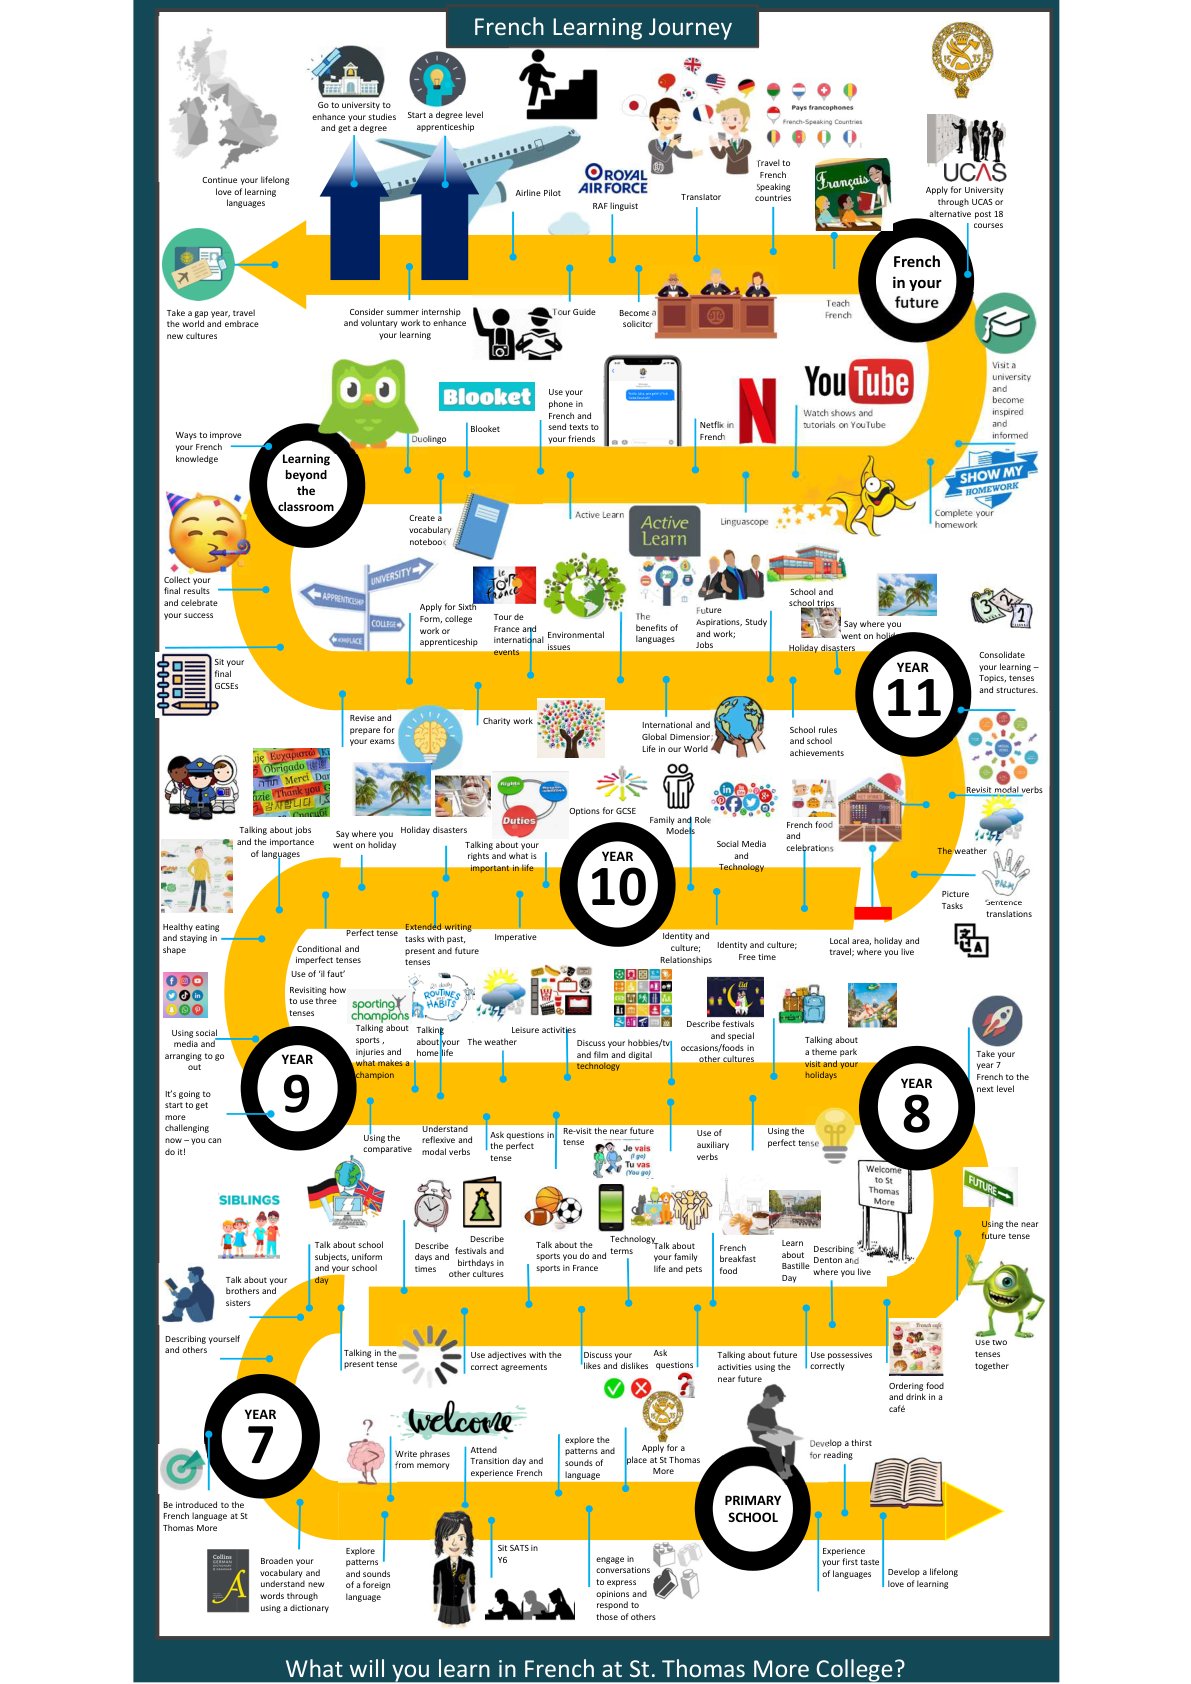 French Learning Journey
Go to university to
enhance your studies
and get a degree
Start a degree level
apprenticeship
Continue your lifelong
love of learning
languages
Airline Pilot
ROYAL
AIR FORCE
RAF linguist
Translator
Pays francophones
French-Speaking Countries
Travel to
French
Speaking
countries
Français
UCAS
Apply for University
through UCAS or
alternative post 18
courses
French
in your
future
Take a gap year, travel
the world and embrace
new cultures
Consider summer internship
and voluntary work to enhance
your learning
Tour Guide
Become a
solicitor
Teach
French
Visit a
university
and
become
inspired
and
informed
Ways to improve
your French
knowledge
Learning
beyond
the
classroom
Duolingo
Blooket
Blooket
Use your
phone in
French and
send texts to
your friends
Netflix in
French
N
YouTube
Watch shows and
tutorials on YouTube
SHOW MY
HOMEWORK
Complete your
homework
Create a
vocabulary
notebook
Active Learn
Active
Learn
Linguascope
Collect your
final results
and celebrate
your success
UNIVERSITY
APPRENTICESHIP
COLLEGE
WORKPLACE
Apply for Sixth
Form, college
work or
apprenticeship
le
TOUR
FRANCE
Tour de
France and
international
events
Environmental
issues
The
benefits of
languages
Future
Aspirations, Study
and work;
Jobs
School and
school trips
Holiday disasters
Say where you
went on holiday
3 2 1
YEAR
11
Consolidate
your learning –
Topics, tenses
and structures.
Sit your
final
GCSEs
Revise and
prepare for
your exams
Charity work
International and
Global Dimension;
Life in our World
School rules
and school
achievements
Revisit modal verbs
Merci
Obrigado
Thank you
Talking about jobs
and the importance
of languages
Say where you
went on holiday
Holiday disasters
Rights
Duties
Talking about your
rights and what is
important in life
Options for GCSE
Family and Role
Models
Social Media
and
Technology
French food
and
celebrations
The weather
Picture
Tasks
Sentence
translations
YEAR
10
Healthy eating
and staying in
shape
Conditional and
imperfect tenses
Perfect tense
Extended writing
tasks with past,
present and future
tenses
Imperative
Identity and
culture;
Relationships
Identity and culture;
Free time
Local area, holiday and
travel; where you live
Use of ‘il faut’
Revisiting how
to use three
tenses
Using social
media and
arranging to go
out
sporting
champions
Talking about
sports ,
injuries and
what makes a
champion
ROUTINES
HABITS
Talking
about your
home life
The weather
Leisure activities
Discuss your hobbies/tv
and film and digital
technology
Eid
Describe festivals
and special
occasions/foods in
other cultures
Talking about
a theme park
visit and your
holidays
Take your
year 7
French to the
next level
YEAR
9
YEAR
8
It’s going to
start to get
more
challenging
now – you can
do it!
Using the
comparative
Understand
reflexive and
modal verbs
Ask questions in
the perfect
tense
Re-visit the near future
tense
Je vais
(I go)
Tu vas
(You go)
Use of
auxiliary
verbs
Using the
perfect tense
Welcome
to St
Thomas
More
FUTURE
Using the near
future tense
SIBLINGS
Talk about your
brothers and
sisters
Talk about school
subjects, uniform
and your school
day
Describe
days and
times
Describe
festivals and
birthdays in
other cultures
Talk about the
sports you do and
sports in France
Technology
terms
Talk about
your family
life and pets
French
breakfast
food
Learn
about
Bastille
Day
Describing
Denton and
where you live
Describing yourself
and others
Talking in the
present tense
Use adjectives with the
correct agreements
Discuss your
likes and dislikes
Ask
questions
Talking about future
activities using the
near future
Use possessives
correctly
French café
Ordering food
and drink in a
café
Use two
tenses
together
YEAR
7
welcome
Write phrases
from memory
Attend
Transition day and
experience French
explore the
patterns and
sounds of
language
Apply for a
place at St Thomas
More
Develop a thirst
for reading
PRIMARY
SCHOOL
Be introduced to the
French language at St
Thomas More
Collins
GERMAN
DICTIONARY
A
Broaden your
vocabulary and
understand new
words through
using a dictionary
Explore
patterns
and sounds
of a foreign
language
Sit SATS in
Y6
engage in
conversations
to express
opinions and
respond to
those of others
Experience
your first taste
of languages
Develop a lifelong
love of learning
What will you learn in French at St. Thomas More College?